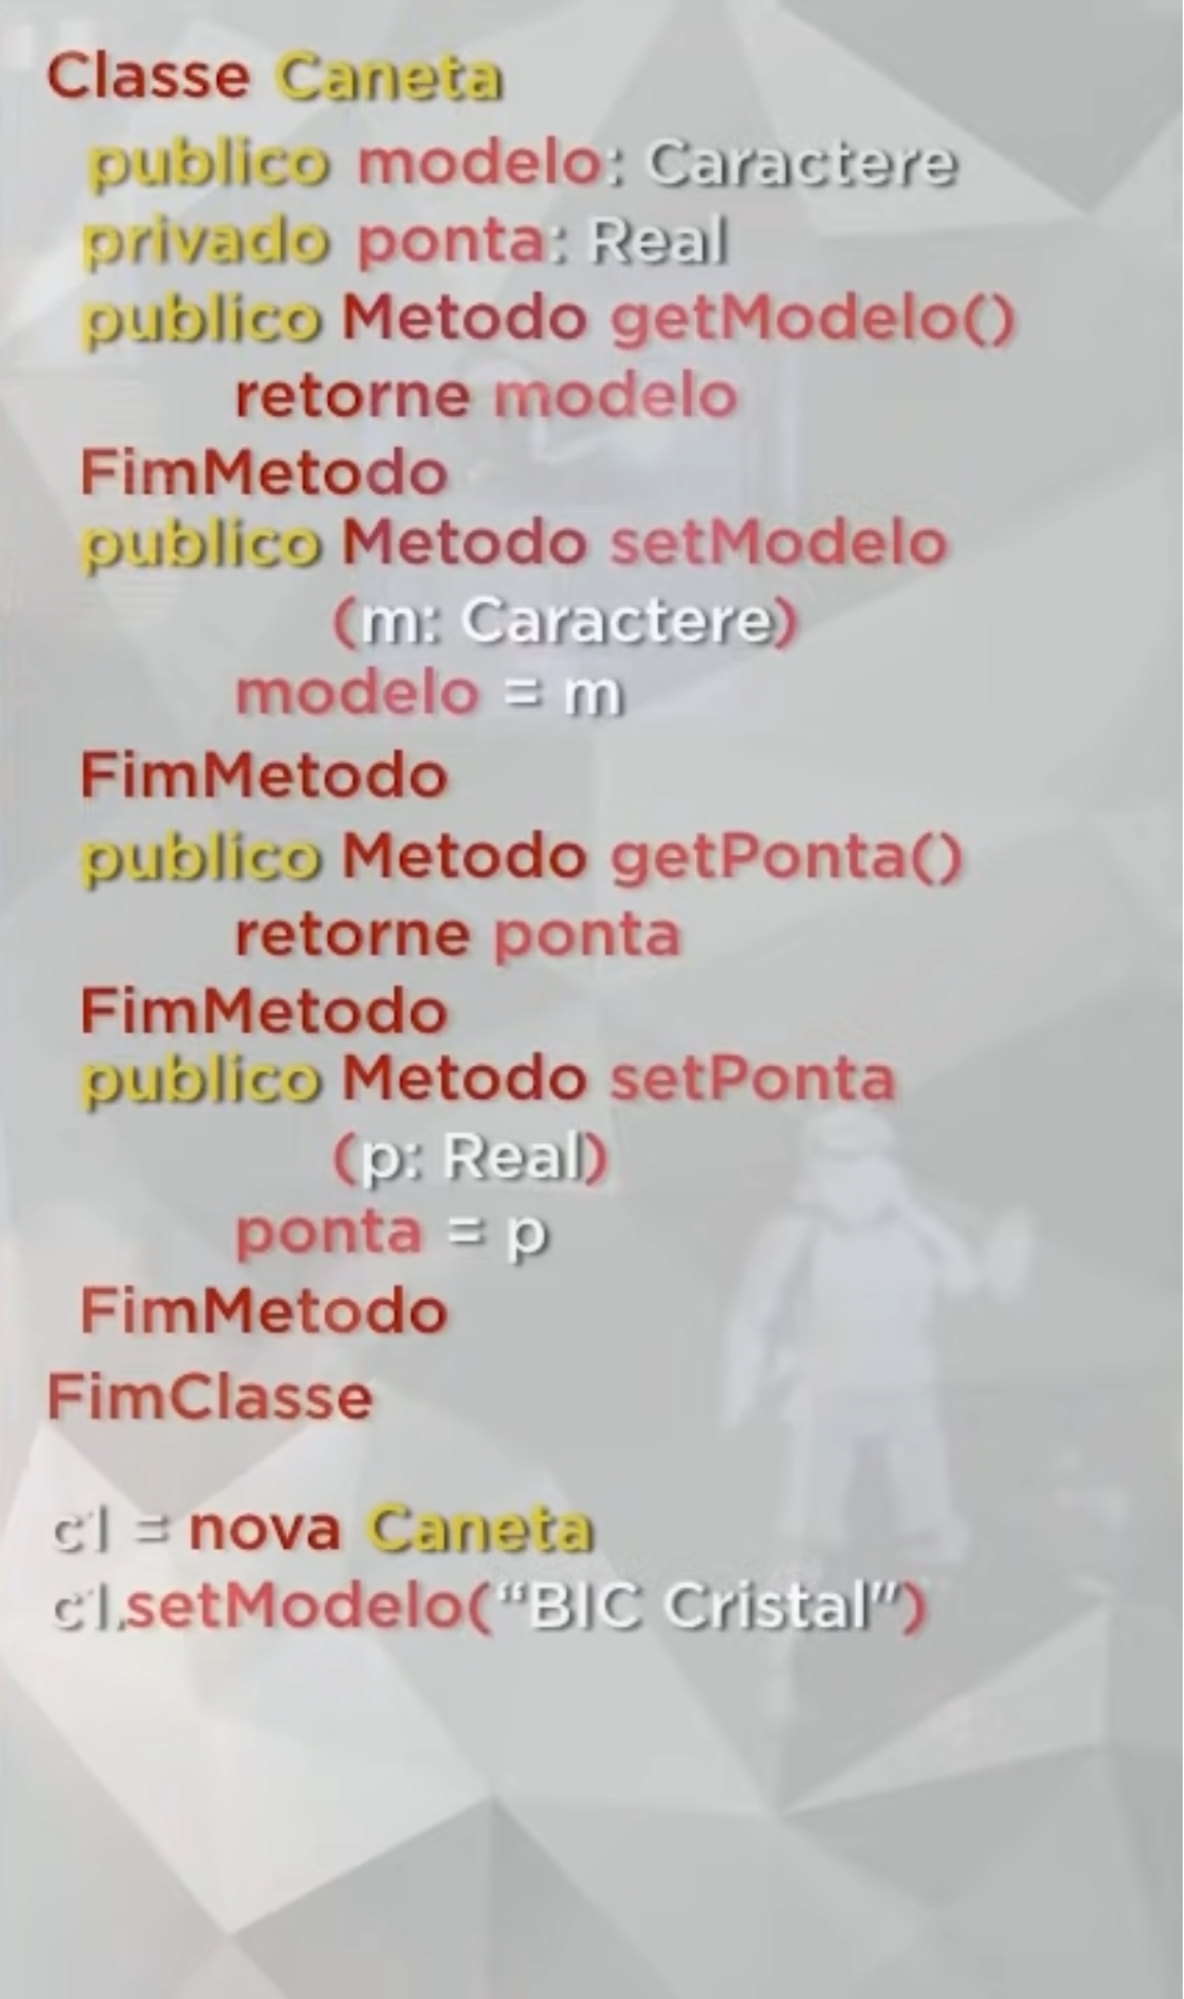 Classe Caneta
publico modelo: Caractere
privado ponta: Real
publico Metodo getModelo()
retorne modelo
FimMetodo
publico Metodo setModelo
(m: Caractere)
modelo = m
FimMetodo
publico Metodo getPonta()
retorne ponta
FimMetodo
publico Metodo setPonta
(p: Real)
ponta = p
FimMetodo
FimClasse
c1 = nova Caneta
c1.setModelo(“BIC Cristal”)